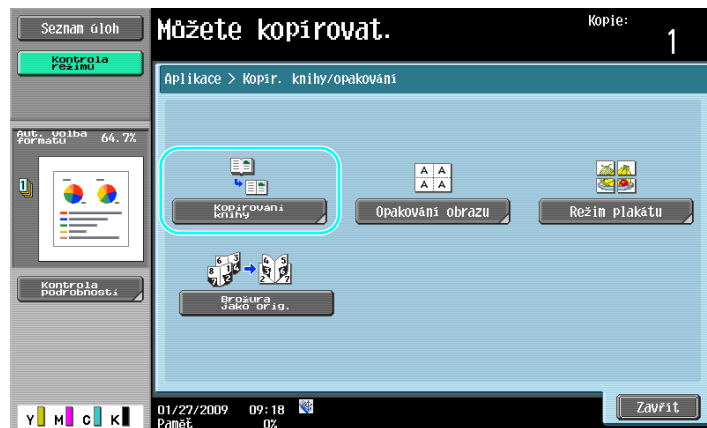 Seznam úloh
Můžete kopírovat.
Kopie:
1
Kontrola
režimu
Aplikace > Kopír. knihy/opakování
Aut. volba
formátu
64.7%
1
Kopírování
knihy
A A
A A
Opakování obrazu
Režim plakátu
Kontrola
podrobností
Brožura
jako orig.
Y M C K
01/27/2009 09:18
Paměť 0%
Zavřít